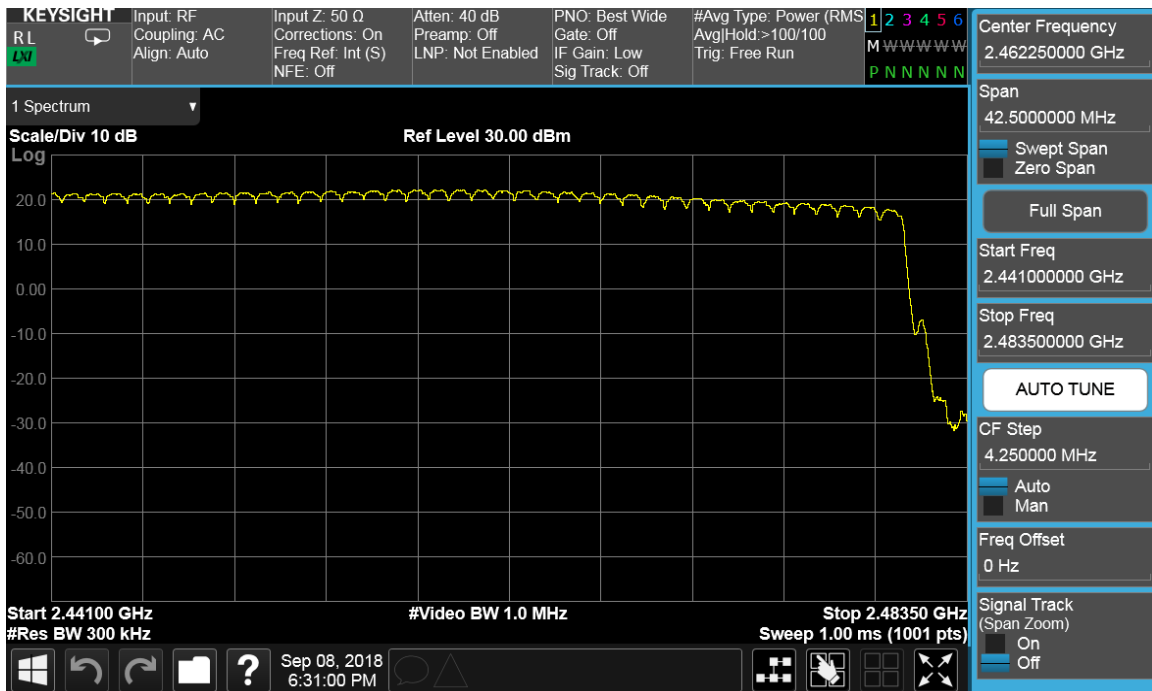 KEYSIGHT
R L
LXI
Input: RF
Coupling: AC
Align: Auto
Input Z: 50 Ω
Corrections: On
Freq Ref: Int (S)
NFE: Off
Atten: 40 dB
Preamp: Off
LNP: Not Enabled
PNO: Best Wide
Gate: Off
IF Gain: Low
Sig Track: Off
#Avg Type: Power (RMS
Avg|Hold:>100/100
Trig: Free Run
1 2 3 4 5 6
M W W W W W
P N N N N N
1 Spectrum
Scale/Div 10 dB
Ref Level 30.00 dBm
Log
20.0
10.0
0.00
-10.0
-20.0
-30.0
-40.0
-50.0
-60.0
Start 2.44100 GHz
#Video BW 1.0 MHz
Stop 2.48350 GHz
#Res BW 300 kHz
Sweep 1.00 ms (1001 pts)
?
Sep 08, 2018
6:31:00 PM
Center Frequency
2.462250000 GHz
Span
42.5000000 MHz
Swept Span
Zero Span
Full Span
Start Freq
2.441000000 GHz
Stop Freq
2.483500000 GHz
AUTO TUNE
CF Step
4.250000 MHz
Auto
Man
Freq Offset
0 Hz
Signal Track
(Span Zoom)
On
Off